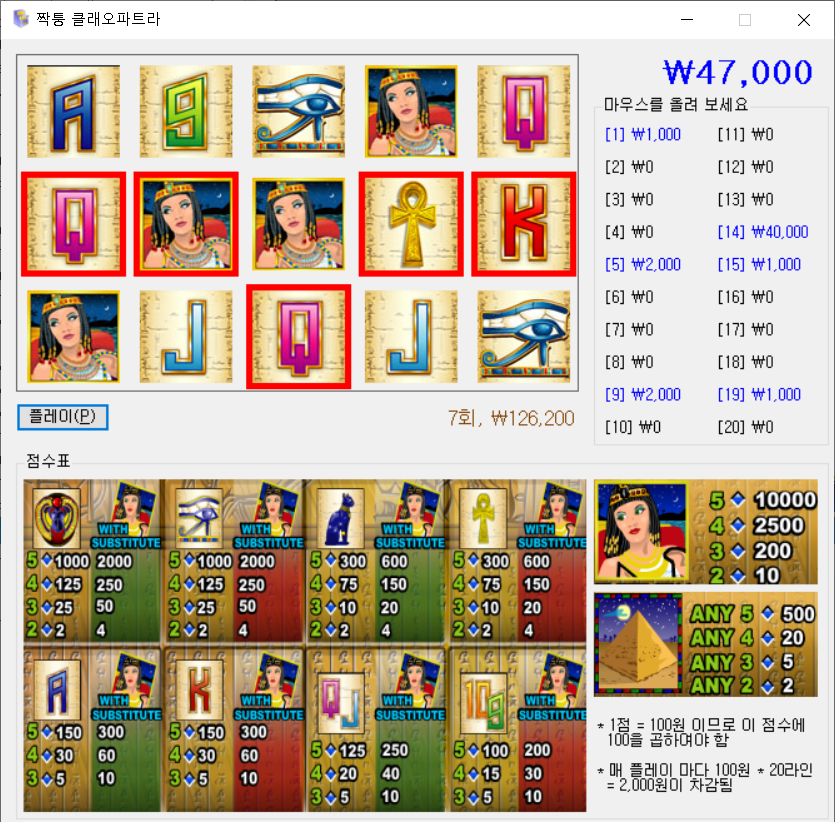 짝퉁 클래오파트라
₩47,000
A 9 Q
Q K
J Q J
마우스를 올려 보세요
[1] ₩1,000 [11] ₩0
[2] ₩0 [12] ₩0
[3] ₩0 [13] ₩0
[4] ₩0 [14] ₩40,000
[5] ₩2,000 [15] ₩1,000
[6] ₩0 [16] ₩0
[7] ₩0 [17] ₩0
[8] ₩0 [18] ₩0
[9] ₩2,000 [19] ₩1,000
[10] ₩0 [20] ₩0
플레이(P) 7회, ₩126,200
점수표
WITH SUBSTITUTE
5 1000 2000
4 125 250
3 25 50
2 2 4
WITH SUBSTITUTE
5 1000 2000
4 125 250
3 25 50
2 2 4
WITH SUBSTITUTE
5 300 600
4 75 150
3 10 20
2 2 4
WITH SUBSTITUTE
5 300 600
4 75 150
3 10 20
2 2 4
5 10000
4 2500
3 200
2 10
A WITH SUBSTITUTE
5 150 300
4 30 60
3 5 10
K WITH SUBSTITUTE
5 150 300
4 30 60
3 5 10
Q J WITH SUBSTITUTE
5 125 250
4 20 40
3 5 10
10 9 WITH SUBSTITUTE
5 100 200
4 15 30
3 5 10
ANY 5 500
ANY 4 20
ANY 3 5
ANY 2 2
* 1점 = 100원 이므로 이 점수에
100을 곱하여야 함
* 매 플레이 마다 100원 * 20라인
= 2,000원이 차감됨